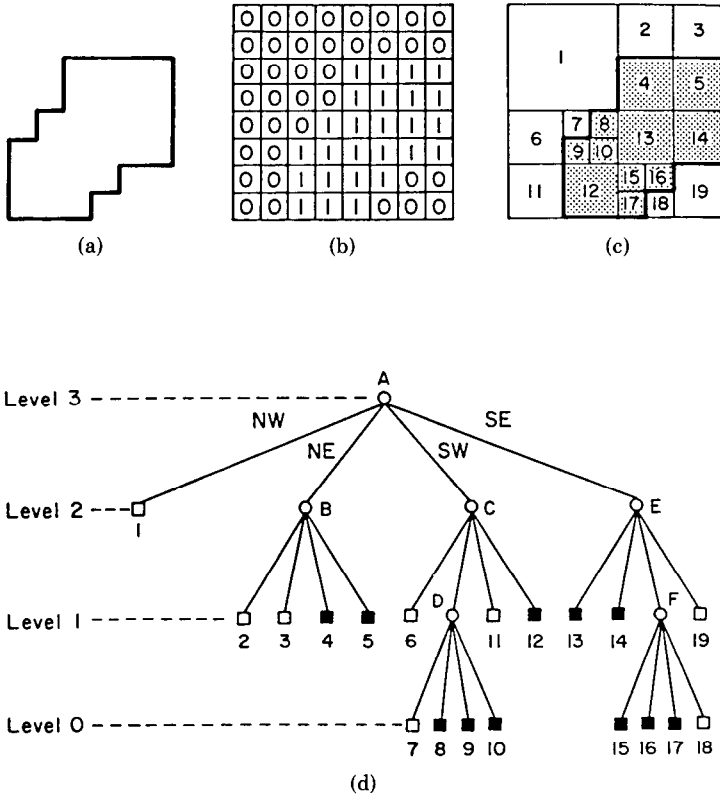 0 0 0 0 0 0 0 0
0 0 0 0 0 0 0 0
0 0 0 0 1 1 1 1
0 0 0 0 1 1 1 1
0 0 0 1 1 1 1 1
0 0 1 1 1 1 1 1
0 0 1 1 1 1 0 0
0 0 1 1 1 0 0 0
2 3
1
4 5
7 8
6 13 14
9 10
15 16
11 12 19
17 18
(a) (b) (c)
A
Level 3
NW SE
NE SW
Level 2 B C E
1
D F
Level 1
2 3 4 5 6 11 12 13 14 19
Level 0
7 8 9 10 15 16 17 18
(d)